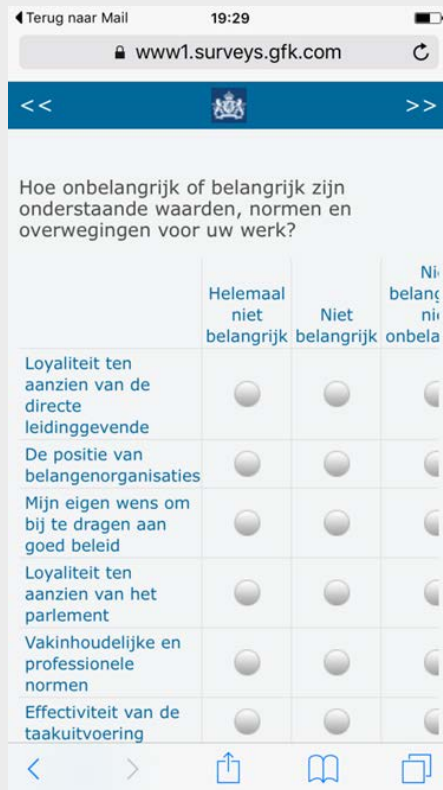 Terug naar Mail
19:29
www1.surveys.gfk.com
<<
>>
Hoe onbelangrijk of belangrijk zijn
onderstaande waarden, normen en
overwegingen voor uw werk?
Helemaal
niet
belangrijk
Niet
belangrijk
Loyaliteit ten
aanzien van de
directe
leidinggevende
De positie van
belangenorganisaties
Mijn eigen wens om
bij te dragen aan
goed beleid
Loyaliteit ten
aanzien van het
parlement
Vakinhoudelijke en
professionele
normen
Effectiviteit van de
taakuitvoering